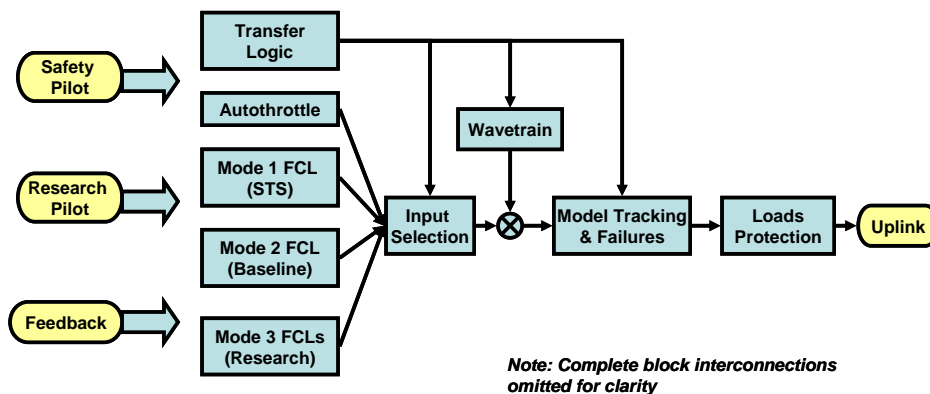 Transfer
Logic
Safety
Pilot
Autothrottle
Wavetrain
Mode 1 FCL
(STS)
Research
Pilot
Input
Selection
Model Tracking
& Failures
Loads
Protection
Uplink
Mode 2 FCL
(Baseline)
Feedback
Mode 3 FCLs
(Research)
Note: Complete block interconnections
omitted for clarity